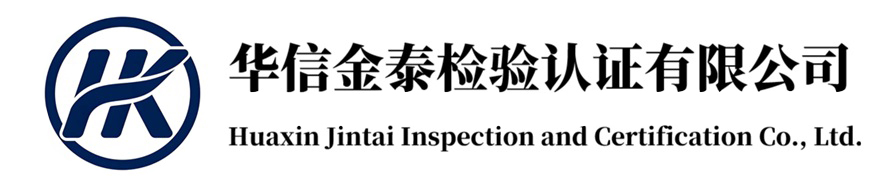 HK
华信金泰检验认证有限公司
Huaxin Jintai Inspection and Certification Co., Ltd.